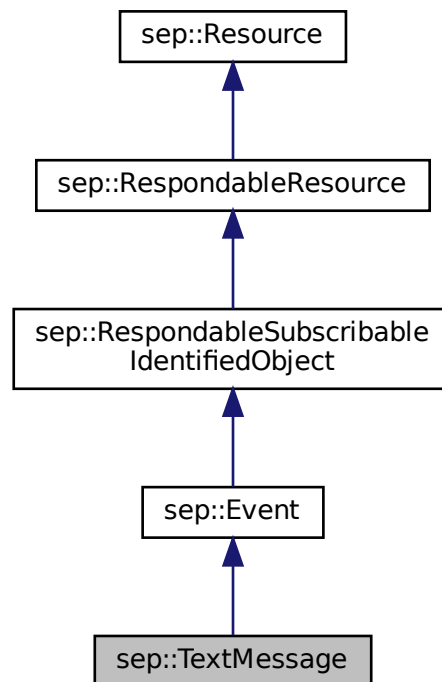 sep::Resource
sep::RespondableResource
sep::RespondableSubscribable
IdentifiedObject
sep::Event
sep::TextMessage